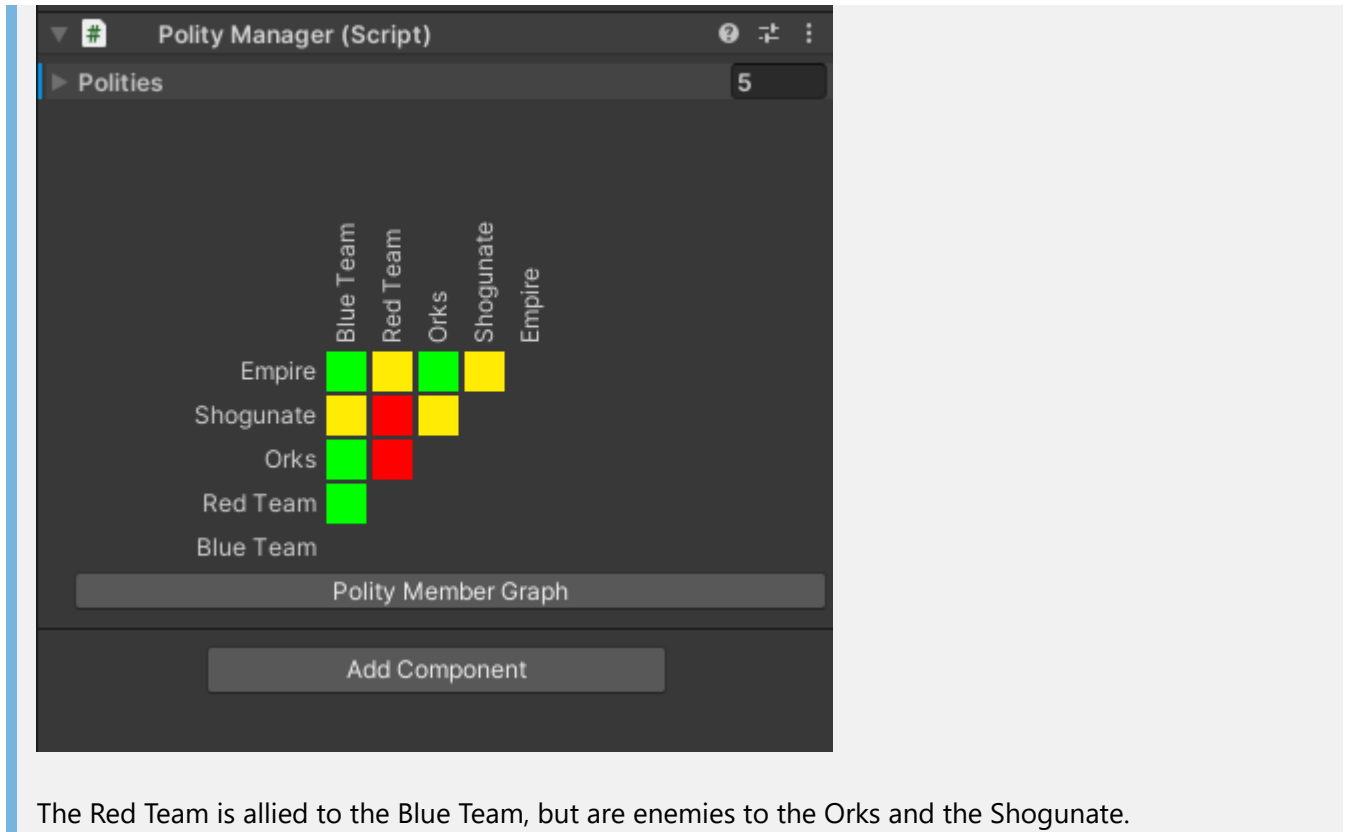 # Polity Manager (Script)
Polities 5
Blue Team
Red Team
Orks
Shogunate
Empire
Empire
Shogunate
Orks
Red Team
Blue Team
Polity Member Graph
Add Component
The Red Team is allied to the Blue Team, but are enemies to the Orks and the Shogunate.